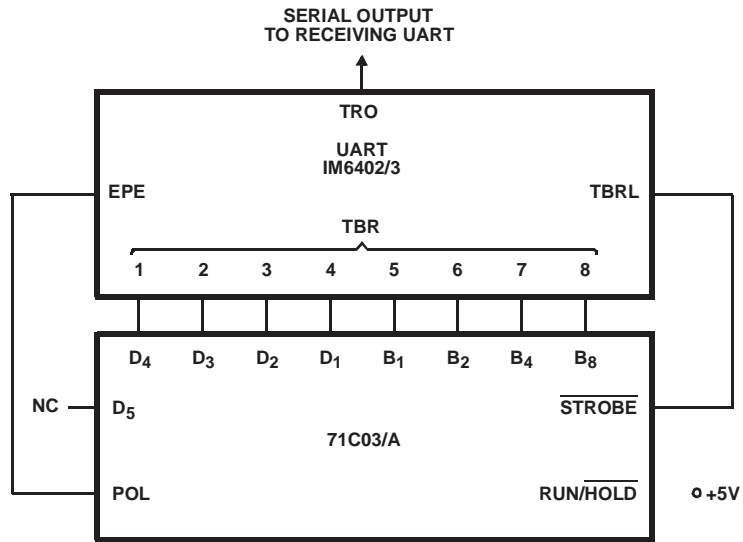 SERIAL OUTPUT
TO RECEIVING UART
TRO
UART
IM6402/3
EPE
TBRL
TBR
1 2 3 4 5 6 7 8
D4 D3 D2 D1 B1 B2 B4 B8
NC
D5
STROBE
71C03/A
POL
RUN/HOLD
+5V